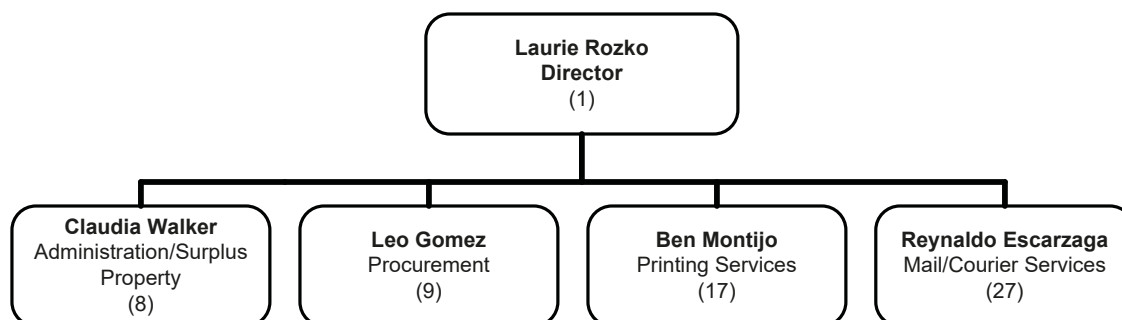 Laurie Rozko
Director
(1)
Claudia Walker
Administration/Surplus
Property
(8)
Leo Gomez
Procurement
(9)
Ben Montijo
Printing Services
(17)
Reynaldo Escarzaga
Mail/Courier Services
(27)